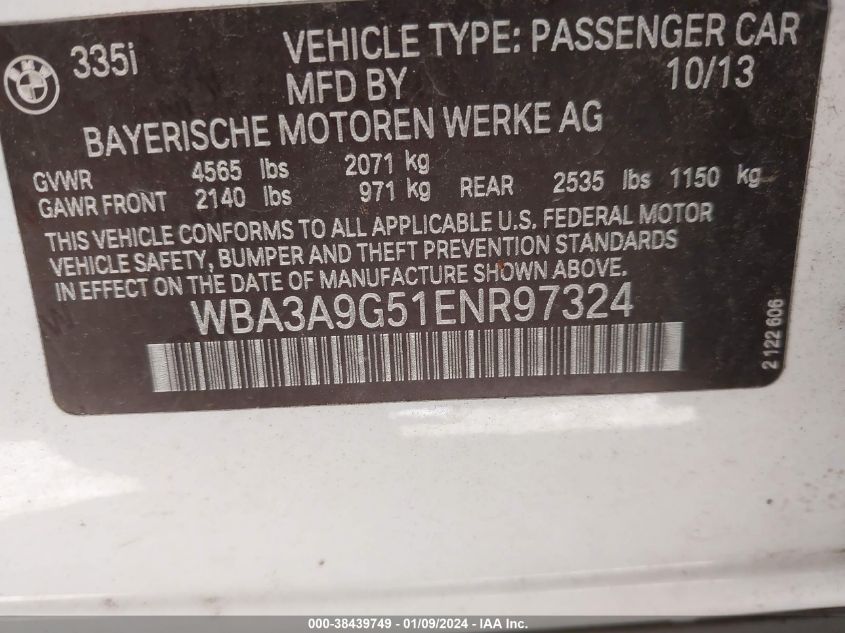 BMW
335i
VEHICLE TYPE: PASSENGER CAR
MFD BY 10/13
BAYERISCHE MOTOREN WERKE AG
GVWR 4565 lbs 2071 kg
GAWR FRONT 2140 lbs 971 kg REAR 2535 lbs 1150 kg
THIS VEHICLE CONFORMS TO ALL APPLICABLE U.S. FEDERAL MOTOR
VEHICLE SAFETY, BUMPER AND THEFT PREVENTION STANDARDS
IN EFFECT ON THE DATE OF MANUFACTURE SHOWN ABOVE.
WBA3A9G51ENR97324
2 122 606
000-38439749 - 01/09/2024 - IAA Inc.